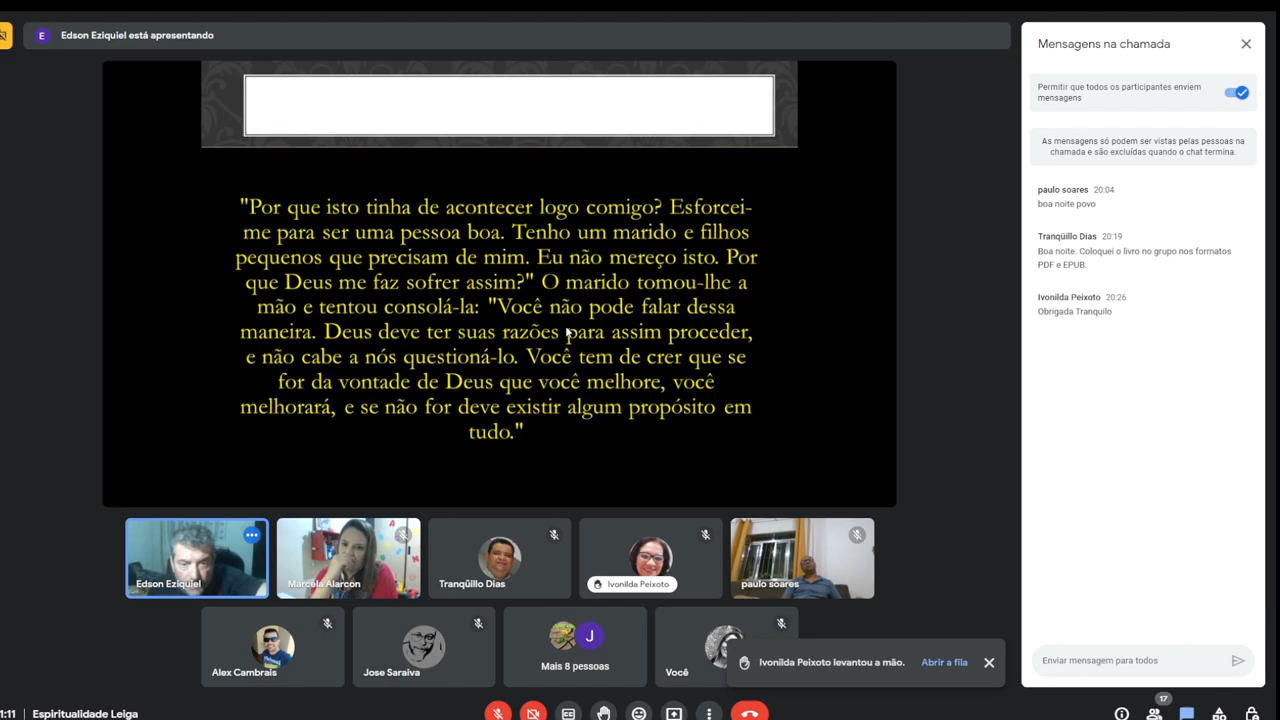 E
Edson Eziquiel está apresentando
"Por que isto tinha de acontecer logo comigo? Esforcei-
me para ser uma pessoa boa. Tenho um marido e filhos
pequenos que precisam de mim. Eu não mereço isto. Por
que Deus me faz sofrer assim?" O marido tomou-lhe a
mão e tentou consolá-la: "Você não pode falar dessa
maneira. Deus deve ter suas razões para assim proceder,
e não cabe a nós questioná-lo. Você tem de crer que se
for da vontade de Deus que você melhore, você
melhorará, e se não for deve existir algum propósito em
tudo."
Edson Eziquiel
Marcela Alarcon
Tranqüillo Dias
Ivonilda Peixoto
paulo soares
Alex Cambrais
Jose Saraiva
J
Mais 8 pessoas
Você
Ivonilda Peixoto levantou a mão.
Abrir a fila
1:11 | Espiritualidade Leiga
Mensagens na chamada
Permitir que todos os participantes enviem
mensagens
As mensagens só podem ser vistas pelas pessoas na
chamada e são excluídas quando o chat termina.
paulo soares 20:04
boa noite povo
Tranqüillo Dias 20:19
Boa noite. Coloquei o livro no grupo nos formatos
PDF e EPUB.
Ivonilda Peixoto 20:26
Obrigada Tranquilo
Enviar mensagem para todos
17